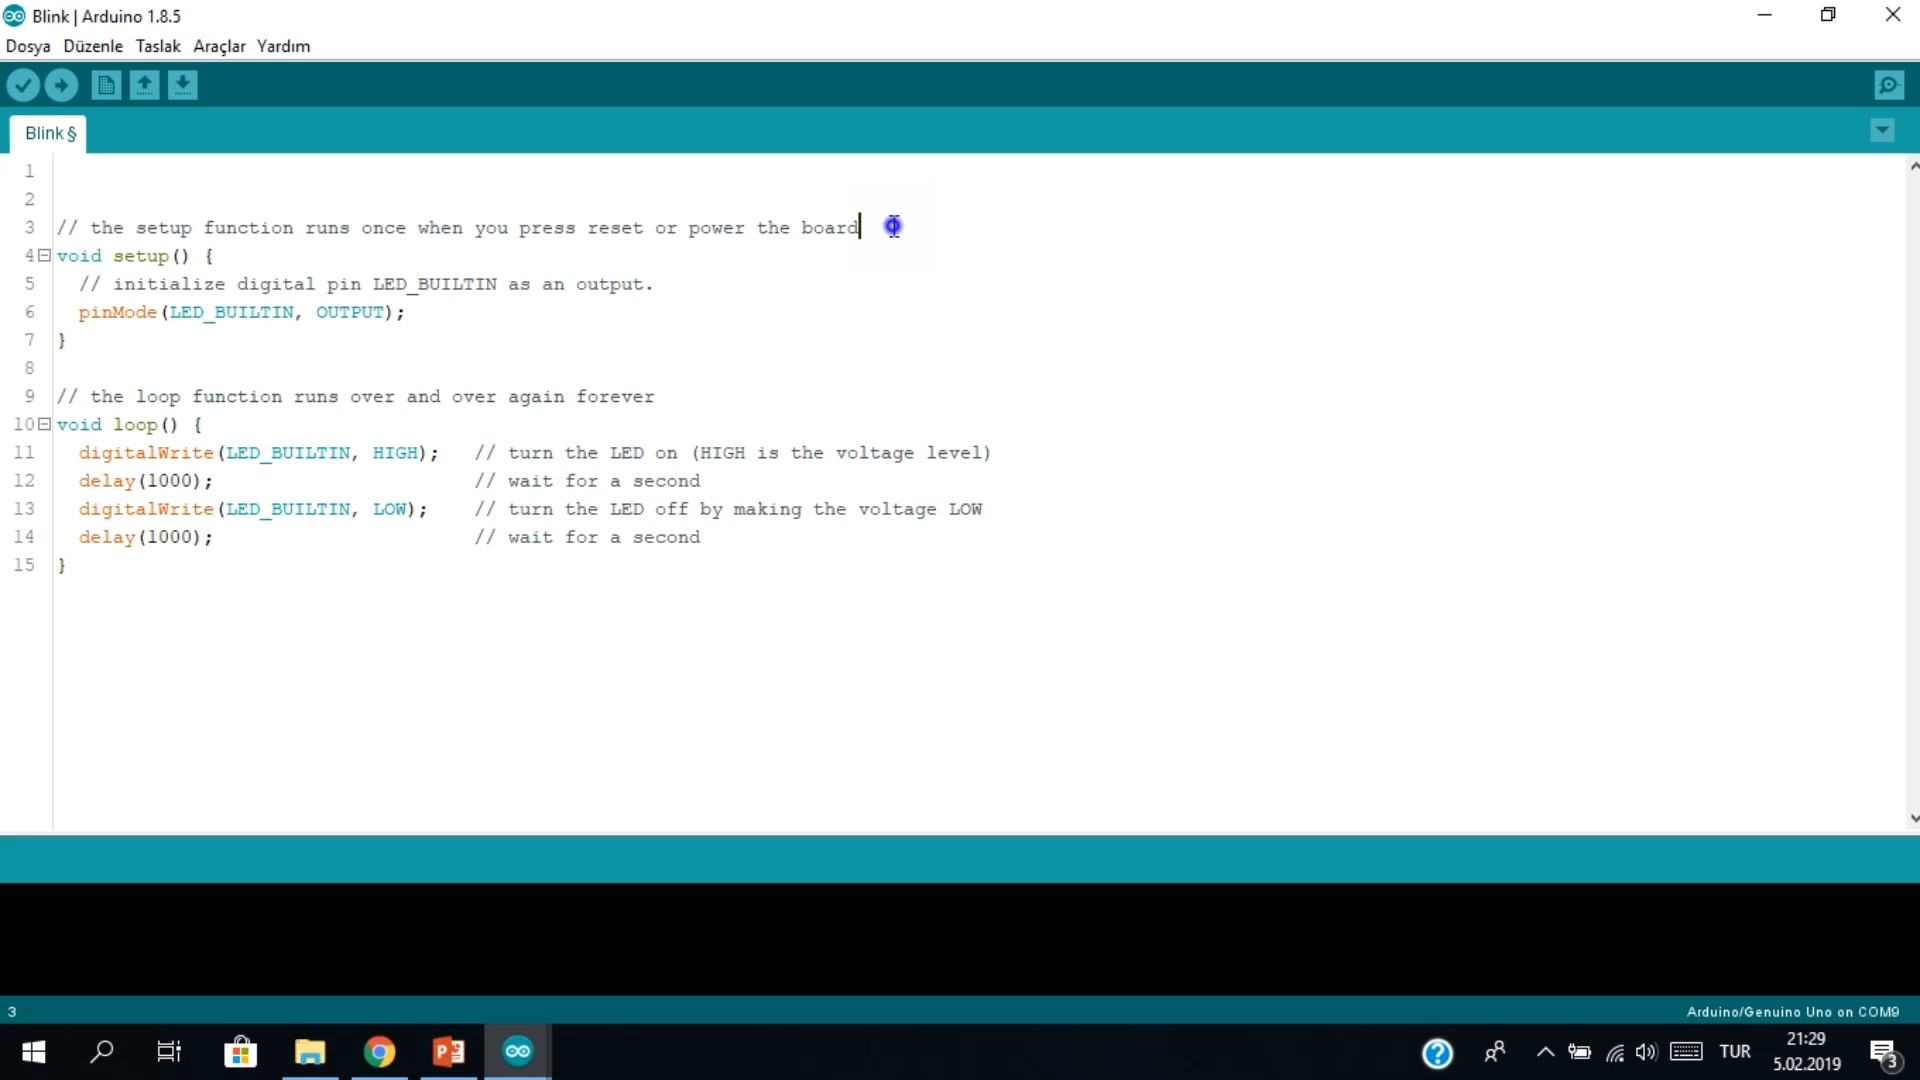 Blink | Arduino 1.8.5
Dosya Düzenle Taslak Araçlar Yardım
Blink §
1
2
3 // the setup function runs once when you press reset or power the board
4 void setup() {
5   // initialize digital pin LED_BUILTIN as an output.
6   pinMode(LED_BUILTIN, OUTPUT);
7 }
8
9 // the loop function runs over and over again forever
10 void loop() {
11   digitalWrite(LED_BUILTIN, HIGH);   // turn the LED on (HIGH is the voltage level)
12   delay(1000);                       // wait for a second
13   digitalWrite(LED_BUILTIN, LOW);    // turn the LED off by making the voltage LOW
14   delay(1000);                       // wait for a second
15 }
3 Arduino/Genuino Uno on COM9
TUR 21:29
5.02.2019 3